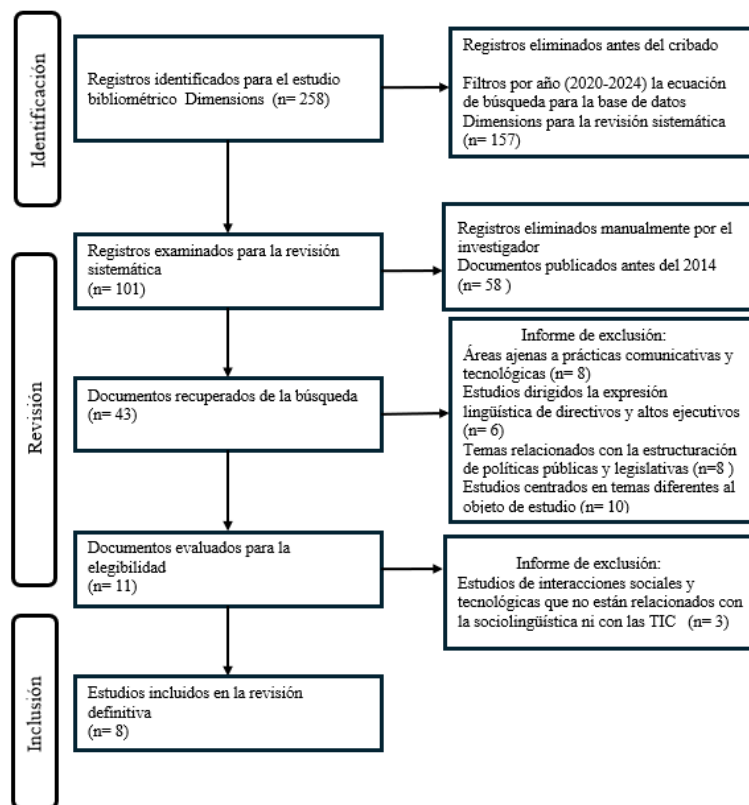 Identificación
Registros identificados para el estudio
bibliométrico Dimensions (n= 258)
Registros eliminados antes del cribado
Filtros por año (2020-2024) la ecuación
de búsqueda para la base de datos
Dimensions para la revisión sistemática
(n= 157)
Revisión
Registros examinados para la revisión
sistemática
(n= 101)
Registros eliminados manualmente por el
investigador
Documentos publicados antes del 2014
(n= 58 )
Documentos recuperados de la búsqueda
(n= 43)
Informe de exclusión:
Áreas ajenas a prácticas comunicativas y
tecnológicas (n= 8)
Estudios dirigidos la expresión
lingüística de directivos y altos ejecutivos
(n= 6)
Temas relacionados con la estructuración
de políticas públicas y legislativas (n=8 )
Estudios centrados en temas diferentes al
objeto de estudio (n= 10)
Documentos evaluados para la
elegibilidad
(n= 11)
Informe de exclusión:
Estudios de interacciones sociales y
tecnológicas que no están relacionados con
la sociolingüística ni con las TIC (n= 3)
Inclusión
Estudios incluidos en la revisión
definitiva
(n= 8)